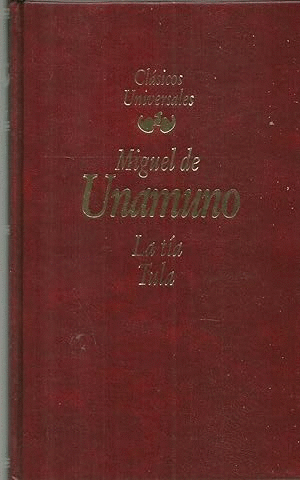 Clásicos
Universales
Miguel de
Unamuno
La tía
Tula